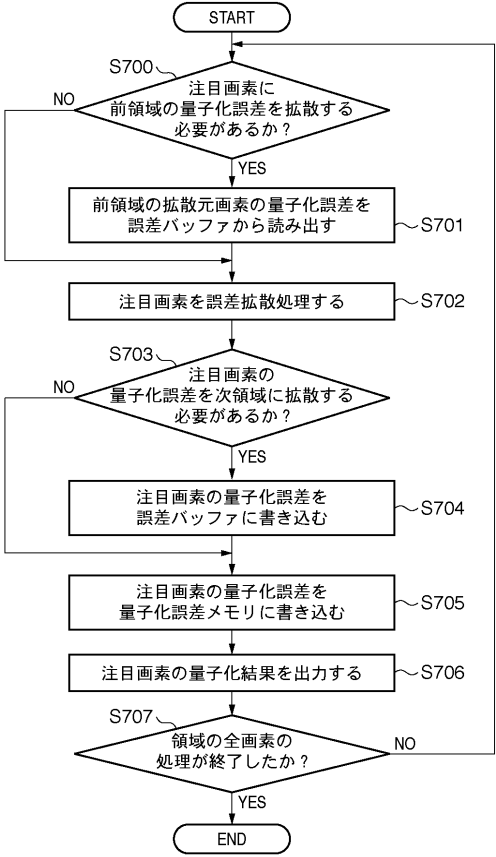 START
S700
注目画素に
前領域の量子化誤差を拡散する
必要があるか?
NO
YES
前領域の拡散元画素の量子化誤差を
誤差バッファから読み出す
S701
注目画素を誤差拡散処理する
S702
S703
注目画素の
量子化誤差を次領域に拡散する
必要があるか?
NO
YES
注目画素の量子化誤差を
誤差バッファに書き込む
S704
注目画素の量子化誤差を
量子化誤差メモリに書き込む
S705
注目画素の量子化結果を出力する
S706
S707
領域の全画素の
処理が終了したか?
NO
YES
END